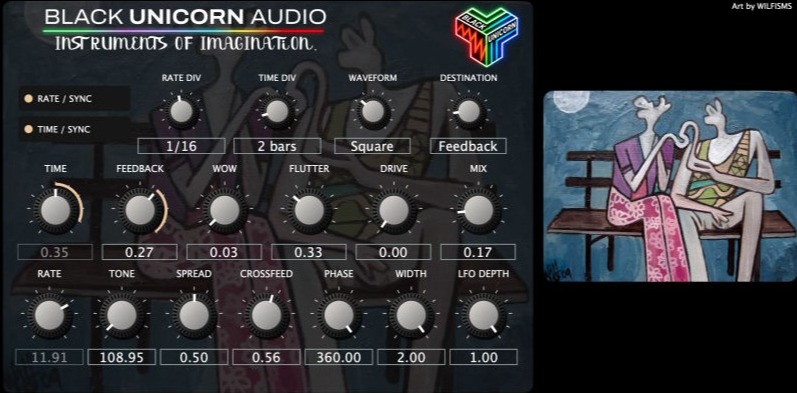 Art by WILFISMS
BLACK UNICORN AUDIO
INSTRUMENTS OF IMAGINATION.
BLACK UNICORN
RATE DIV TIME DIV WAVEFORM DESTINATION
RATE / SYNC
TIME / SYNC
1/16 2 bars Square Feedback
TIME FEEDBACK WOW FLUTTER DRIVE MIX
0.35 0.27 0.03 0.33 0.00 0.17
RATE TONE SPREAD CROSSFEED PHASE WIDTH LFO DEPTH
11.91 108.95 0.50 0.56 360.00 2.00 1.00